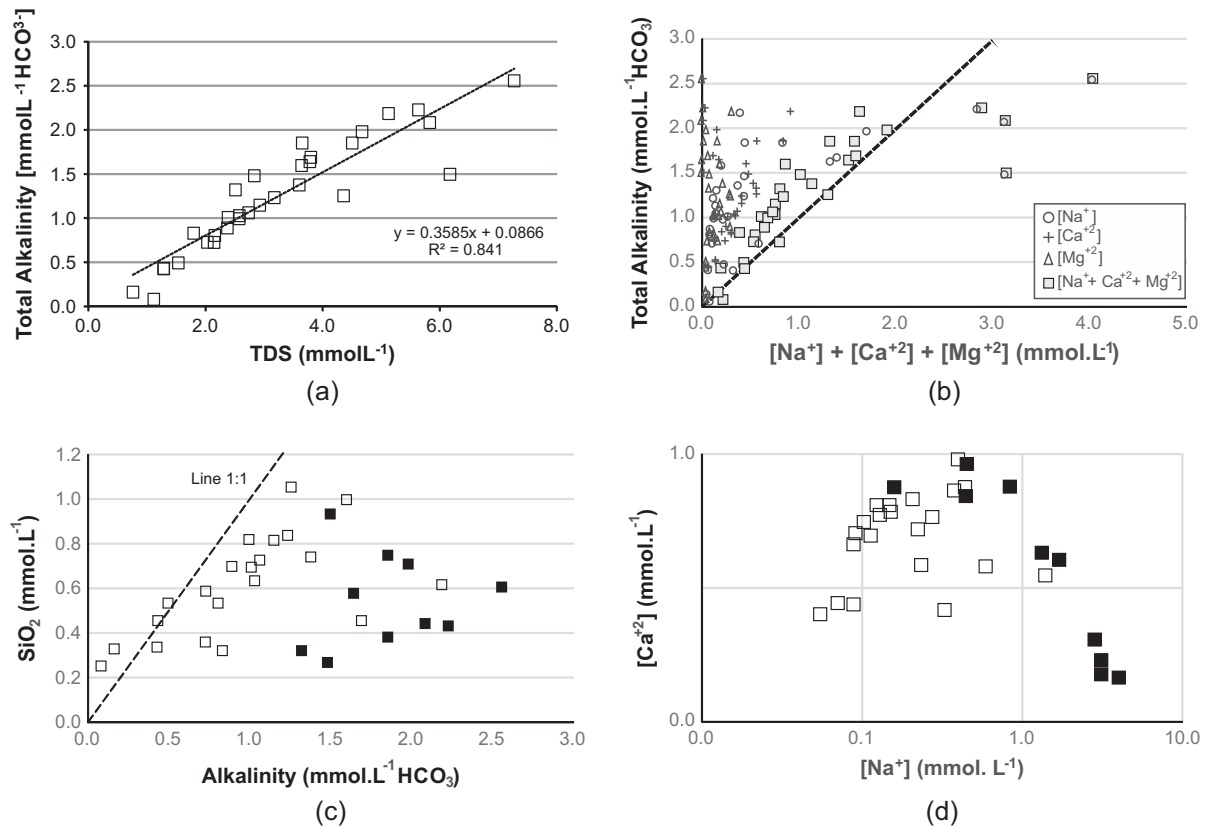 Total Alkalinity [mmolL⁻¹ HCO³⁻]
3.0
2.5
2.0
1.5
1.0
0.5
0.0
y = 0.3585x + 0.0866
R² = 0.841
0.0 2.0 4.0 6.0 8.0
TDS (mmolL⁻¹)
(a)
Total Alkalinity (mmol.L⁻¹HCO₃)
3.0
2.5
2.0
1.5
1.0
0.5
0.0
[Na⁺]
[Ca⁺²]
[Mg⁺²]
[Na⁺+ Ca⁺²+ Mg⁺²]
0.0 1.0 2.0 3.0 4.0 5.0
[Na⁺] + [Ca⁺²] + [Mg⁺²] (mmol.L⁻¹)
(b)
SiO₂ (mmol.L⁻¹)
1.2
1.0
0.8
0.6
0.4
0.2
0.0
Line 1:1
0.0 0.5 1.0 1.5 2.0 2.5 3.0
Alkalinity (mmol.L⁻¹ HCO₃)
(c)
[Ca⁺²] (mmol.L⁻¹)
1.0
0.0
0.1 1.0 10.0
[Na⁺] (mmol. L⁻¹)
(d)